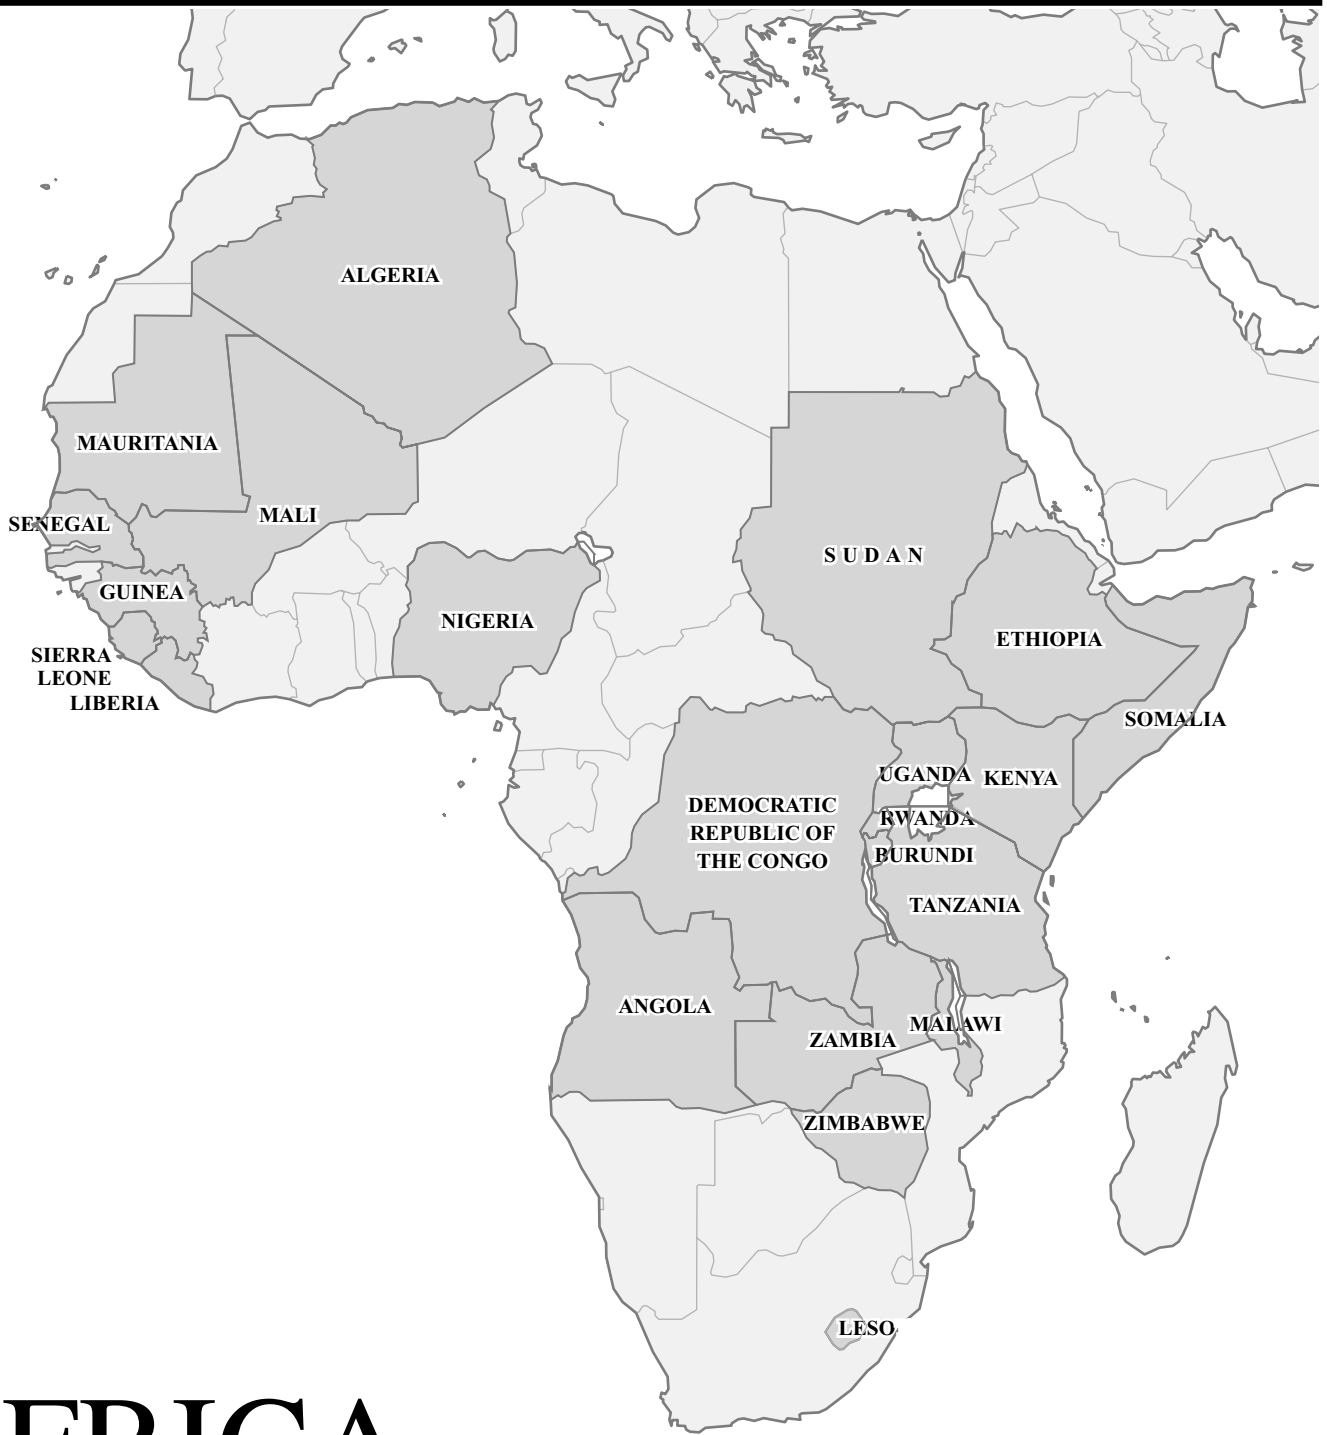 ALGERIA
MAURITANIA
MALI
SENEGAL
GUINEA
SIERRA
LEONE
LIBERIA
NIGERIA
S U D A N
ETHIOPIA
SOMALIA
UGANDA
KENYA
RWANDA
DEMOCRATIC
REPUBLIC OF
THE CONGO
BURUNDI
TANZANIA
ANGOLA
MALAWI
ZAMBIA
ZIMBABWE
LESO
FRICA